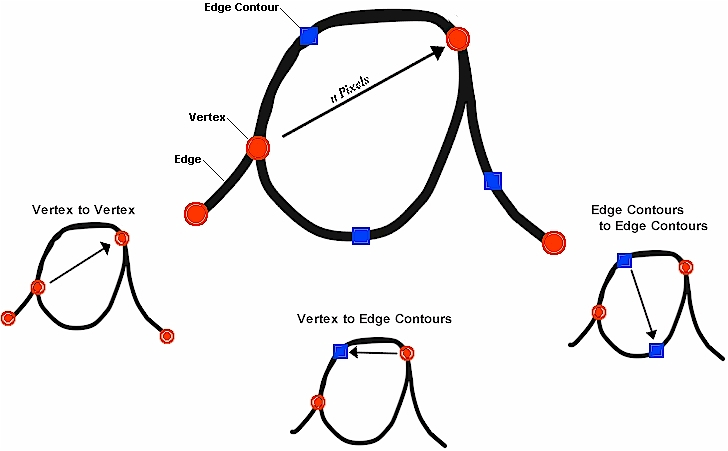 Edge Contour
n Pixels
Vertex
Edge
Vertex to Vertex
Edge Contours
to Edge Contours
Vertex to Edge Contours